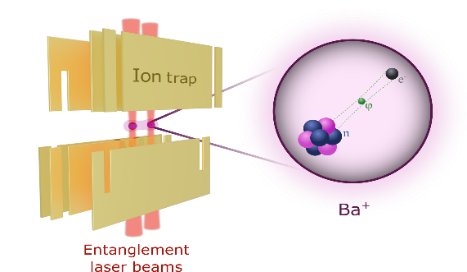 Ion trap
e⁻
φ
n
Ba⁺
Entanglement
laser beams